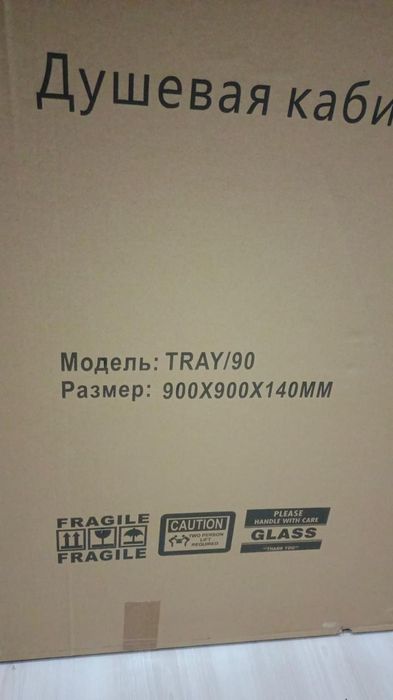 Душевая каби
Модель: TRAY/90
Размер: 900X900X140MM
FRAGILE
FRAGILE
CAUTION
TWO PERSON
LIFT
REQUIRED
PLEASE
HANDLE WITH CARE
GLASS
"THANK YOU"